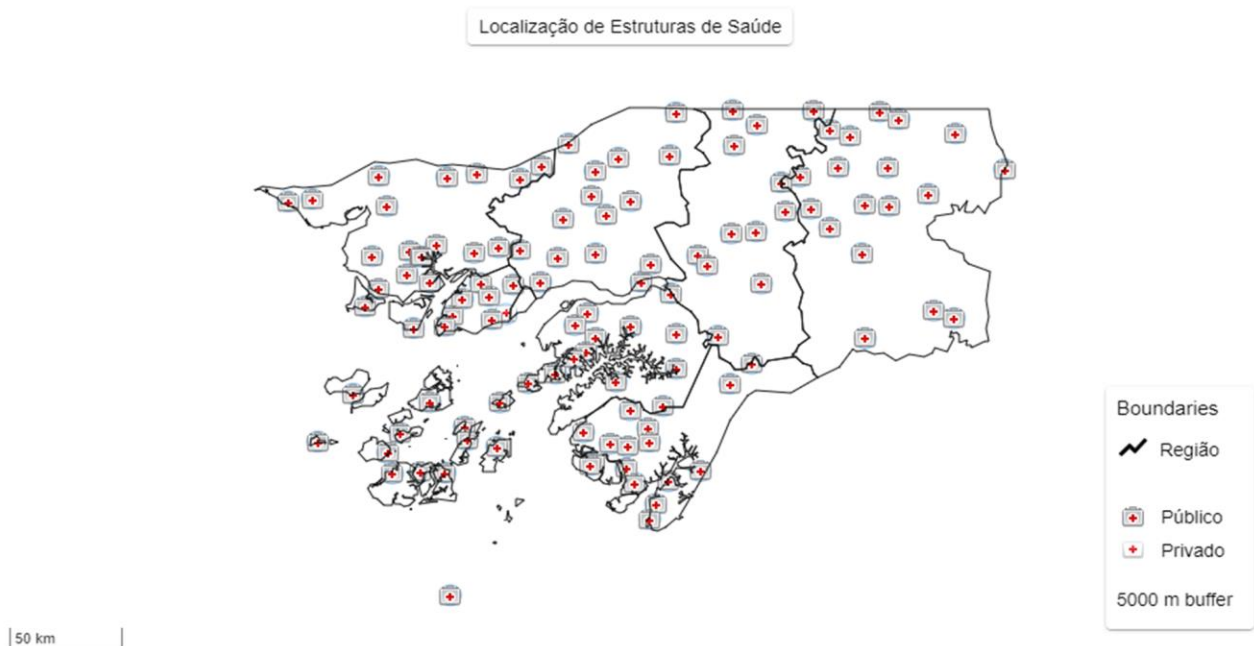 Localização de Estruturas de Saúde
Boundaries
Região
Público
Privado
5000 m buffer
50 km